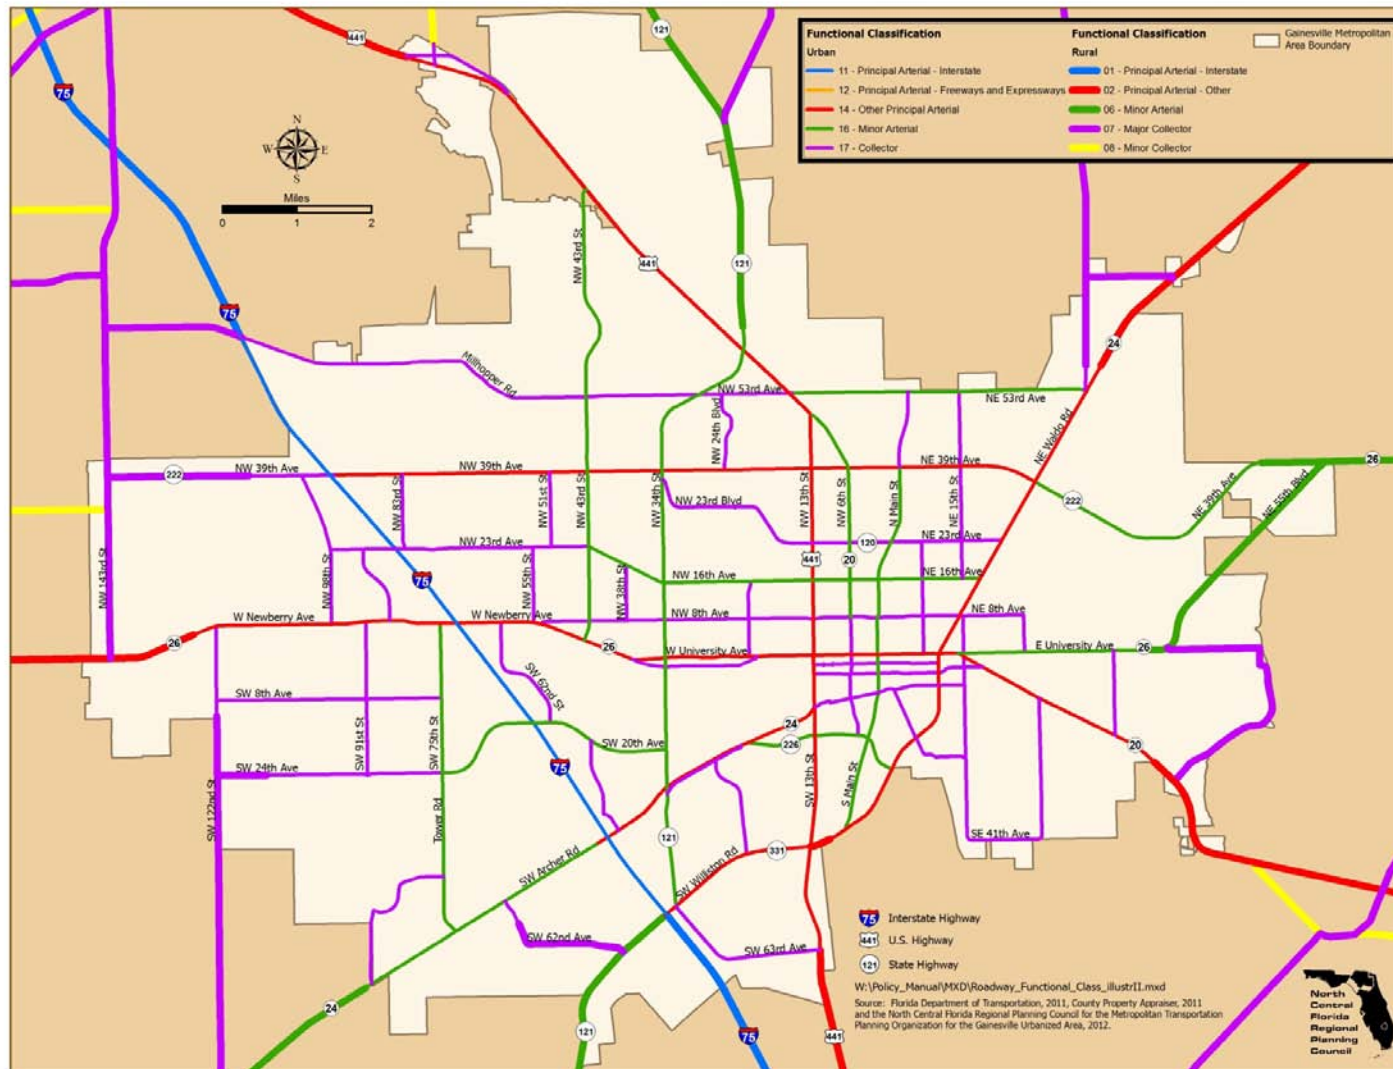 Functional Classification
Urban
11 - Principal Arterial - Interstate
12 - Principal Arterial - Freeways and Expressways
14 - Other Principal Arterial
16 - Minor Arterial
17 - Collector
Functional Classification
Rural
01 - Principal Arterial - Interstate
02 - Principal Arterial - Other
06 - Minor Arterial
07 - Major Collector
08 - Minor Collector
Gainesville Metropolitan
Area Boundary
441
121
75
N
W E
S
Miles
0 1 2
NW 43rd St
441
121
75
24
Millhopper Rd
NW 53rd Ave
NE 53rd Ave
NW 24th Blvd
NE Waldo Rd
222
NW 39th Ave
NW 39th Ave
NE 39th Ave
26
NW 83rd St
NW 51st St
NW 43rd St
NW 34th St
NW 23rd Blvd
NW 13th St
NW 6th St
N Main St
NE 15th St
222
NE 39th Ave
NE 55th Blvd
NW 143rd St
NW 98th St
NW 23rd Ave
120
NE 23rd Ave
75
NW 55th St
NW 38th St
441
20
NW 16th Ave
NE 16th Ave
W Newberry Ave
W Newberry Ave
NW 8th Ave
NE 8th Ave
26
26
W University Ave
E University Ave
26
SW 62nd St
SW 8th Ave
SW 91st St
SW 75th St
24
226
20
SW 20th Ave
SW 24th Ave
75
SW 122nd St
Tower Rd
SW 13th St
S Main St
121
331
SE 41th Ave
SW Archer Rd
SW Williston Rd
SW 62nd Ave
SW 63rd Ave
24
121
75
441
75 Interstate Highway
441 U.S. Highway
121 State Highway
W:\Policy_Manual\MXD\Roadway_Functional_Class_illustrII.mxd
Source: Florida Department of Transportation, 2011, County Property Appraiser, 2011
and the North Central Florida Regional Planning Council for the Metropolitan Transportation
Planning Organization for the Gainesville Urbanized Area, 2012.
North
Central
Florida
Regional
Planning
Council